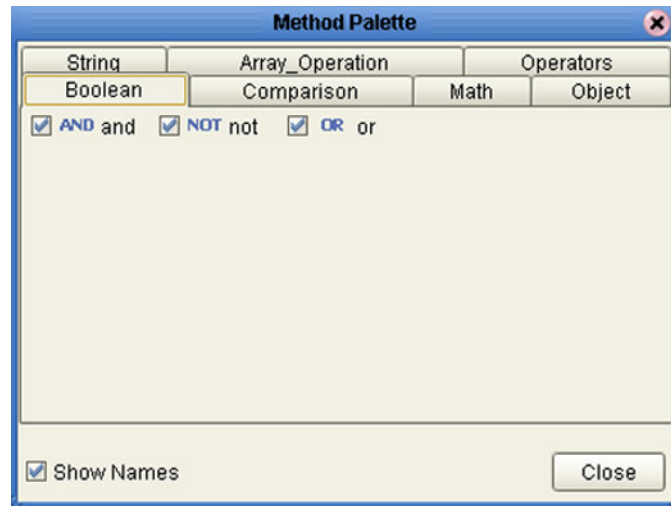 Method Palette
String Array_Operation Operators
Boolean Comparison Math Object
AND and NOT not OR or
Show Names Close